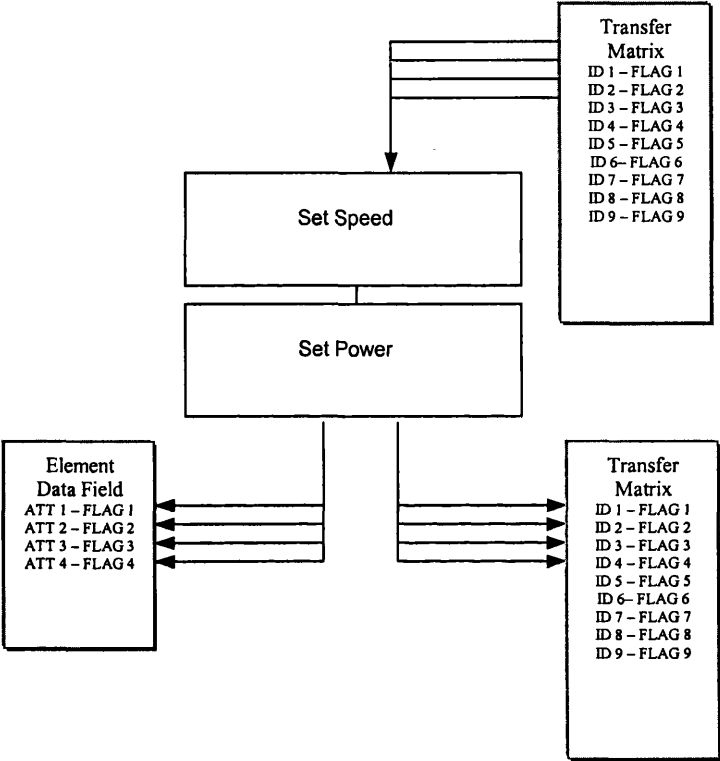 Transfer
Matrix
ID 1 – FLAG 1
ID 2 – FLAG 2
ID 3 – FLAG 3
ID 4 – FLAG 4
ID 5 – FLAG 5
ID 6– FLAG 6
ID 7 – FLAG 7
ID 8 – FLAG 8
ID 9 – FLAG 9
Set Speed
Set Power
Element
Data Field
ATT 1 – FLAG 1
ATT 2 – FLAG 2
ATT 3 – FLAG 3
ATT 4 – FLAG 4
Transfer
Matrix
ID 1 – FLAG 1
ID 2 – FLAG 2
ID 3 – FLAG 3
ID 4 – FLAG 4
ID 5 – FLAG 5
ID 6– FLAG 6
ID 7 – FLAG 7
ID 8 – FLAG 8
ID 9 – FLAG 9